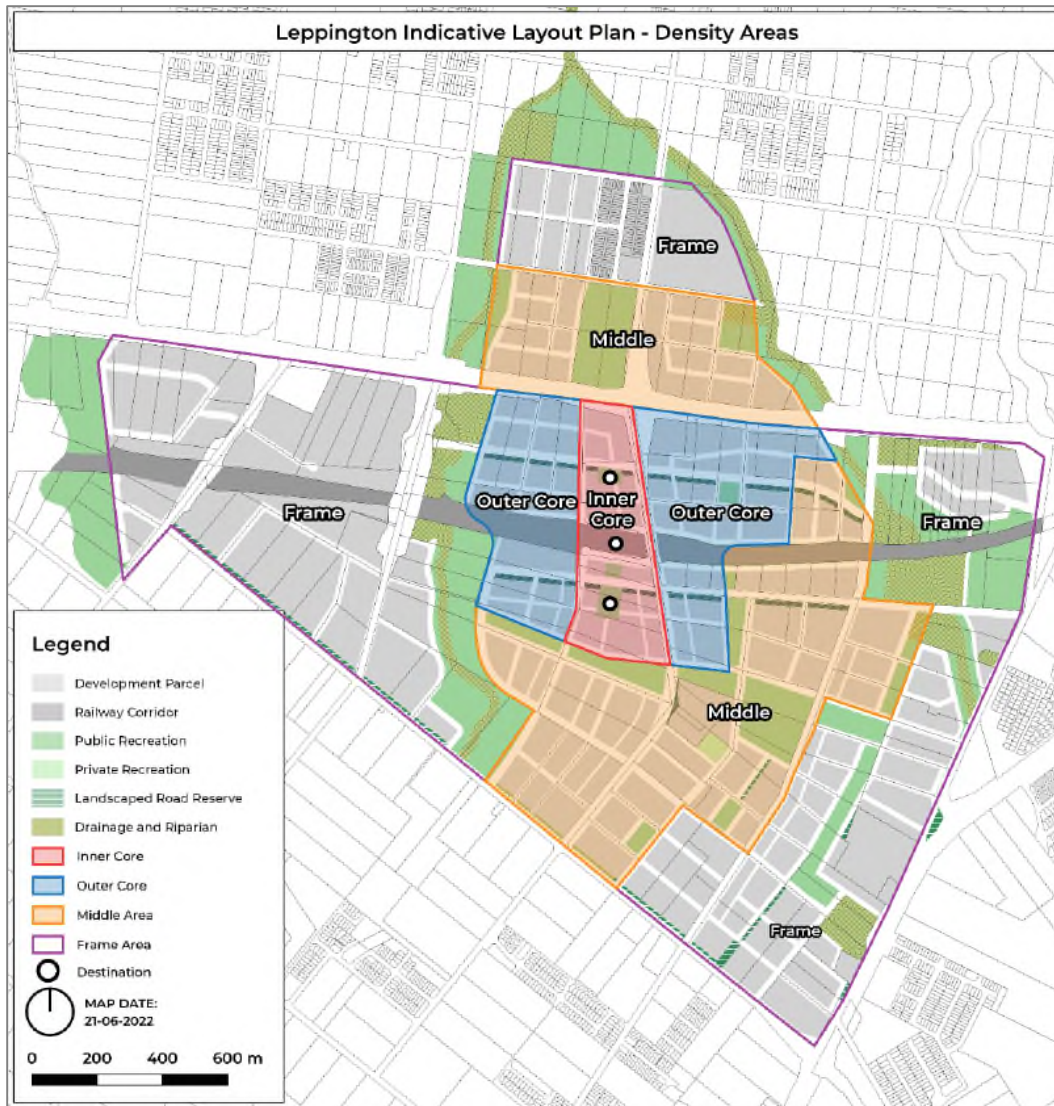 Leppington Indicative Layout Plan - Density Areas
Frame
Middle
Outer Core
Inner
Core
Outer Core
Frame
Frame
Middle
Frame
Legend
Development Parcel
Railway Corridor
Public Recreation
Private Recreation
Landscaped Road Reserve
Drainage and Riparian
Inner Core
Outer Core
Middle Area
Frame Area
Destination
MAP DATE:
21-06-2022
0 200 400 600 m